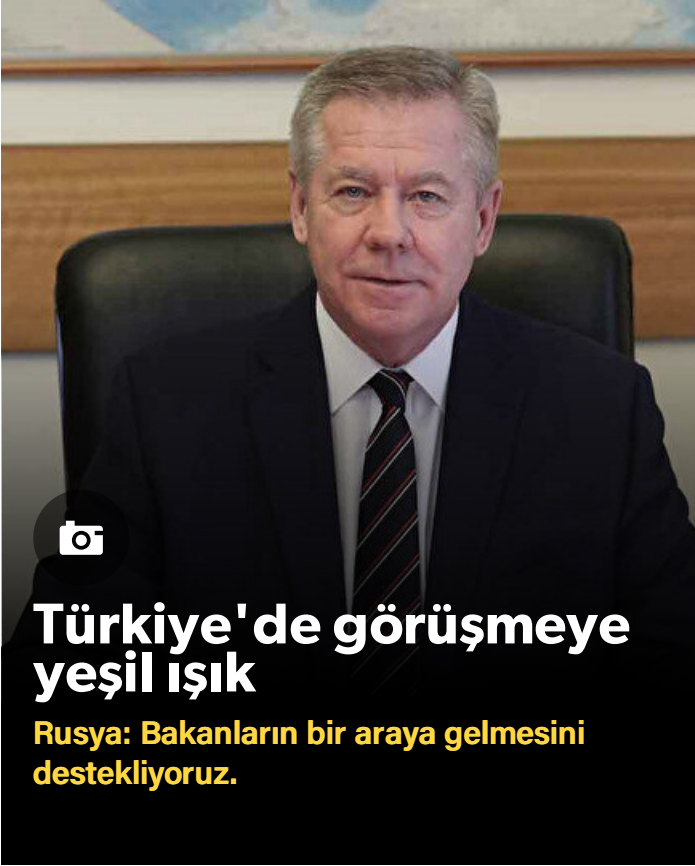 Türkiye'de görüşmeye
yeşil ışık
Rusya: Bakanların bir araya gelmesini
destekliyoruz.